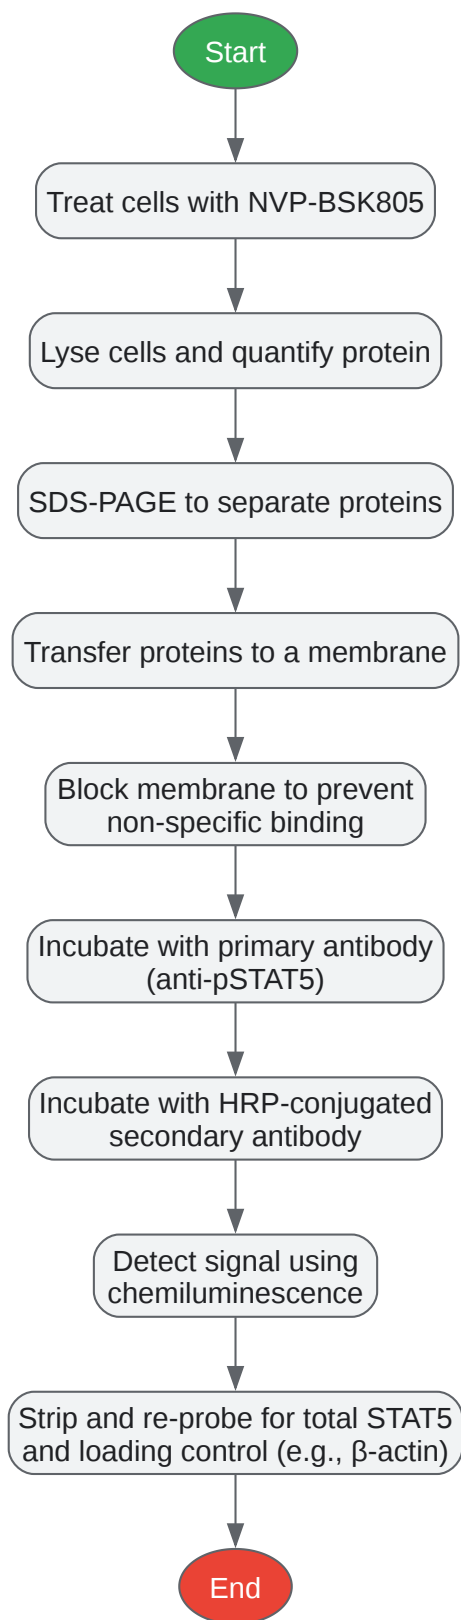 Start
Treat cells with NVP-BSK805
Lyse cells and quantify protein
SDS-PAGE to separate proteins
Transfer proteins to a membrane
Block membrane to prevent
non-specific binding
Incubate with primary antibody
(anti-pSTAT5)
Incubate with HRP-conjugated
secondary antibody
Detect signal using
chemiluminescence
Strip and re-probe for total STAT5
and loading control (e.g., β-actin)
End